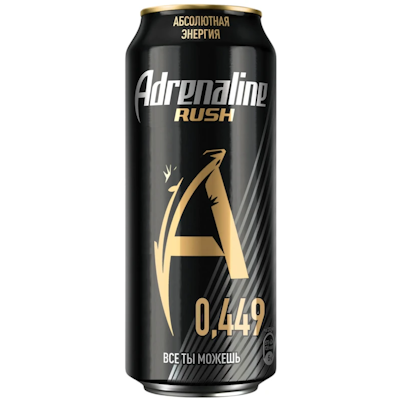 АБСОЛЮТНАЯ
ЭНЕРГИЯ
Adrenaline
RUSH
A
0,449
ВСЕ ТЫ МОЖЕШЬ